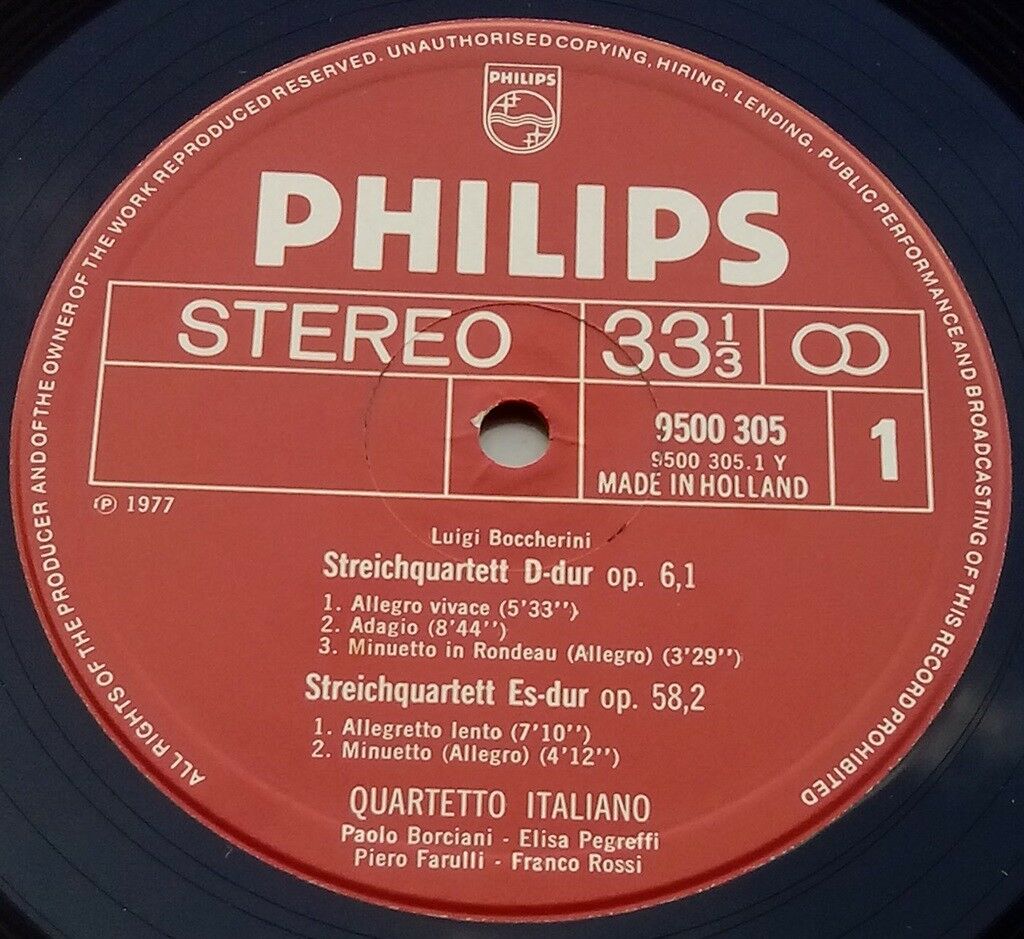 ALL RIGHTS OF THE PRODUCER AND OF THE OWNER OF THE WORK REPRODUCED RESERVED. UNAUTHORISED COPYING, HIRING, LENDING, PUBLIC PERFORMANCE AND BROADCASTING OF THIS RECORD PROHIBITED
PHILIPS
PHILIPS
STEREO 33⅓
9500 305 1
9500 305.1 Y
MADE IN HOLLAND
℗ 1977
Luigi Boccherini
Streichquartett D-dur op. 6,1
1. Allegro vivace (5'33'')
2. Adagio (8'44'')
3. Minuetto in Rondeau (Allegro) (3'29'')
Streichquartett Es-dur op. 58,2
1. Allegretto lento (7'10'')
2. Minuetto (Allegro) (4'12'')
QUARTETTO ITALIANO
Paolo Borciani - Elisa Pegreffi
Piero Farulli - Franco Rossi